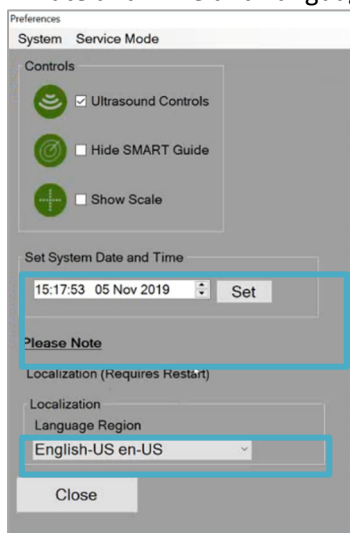 Preferences
System Service Mode
Controls
Ultrasound Controls
Hide SMART Guide
Show Scale
Set System Date and Time
15:17:53 05 Nov 2019
Set
Please Note
Localization (Requires Restart)
Localization
Language Region
English-US en-US
Close